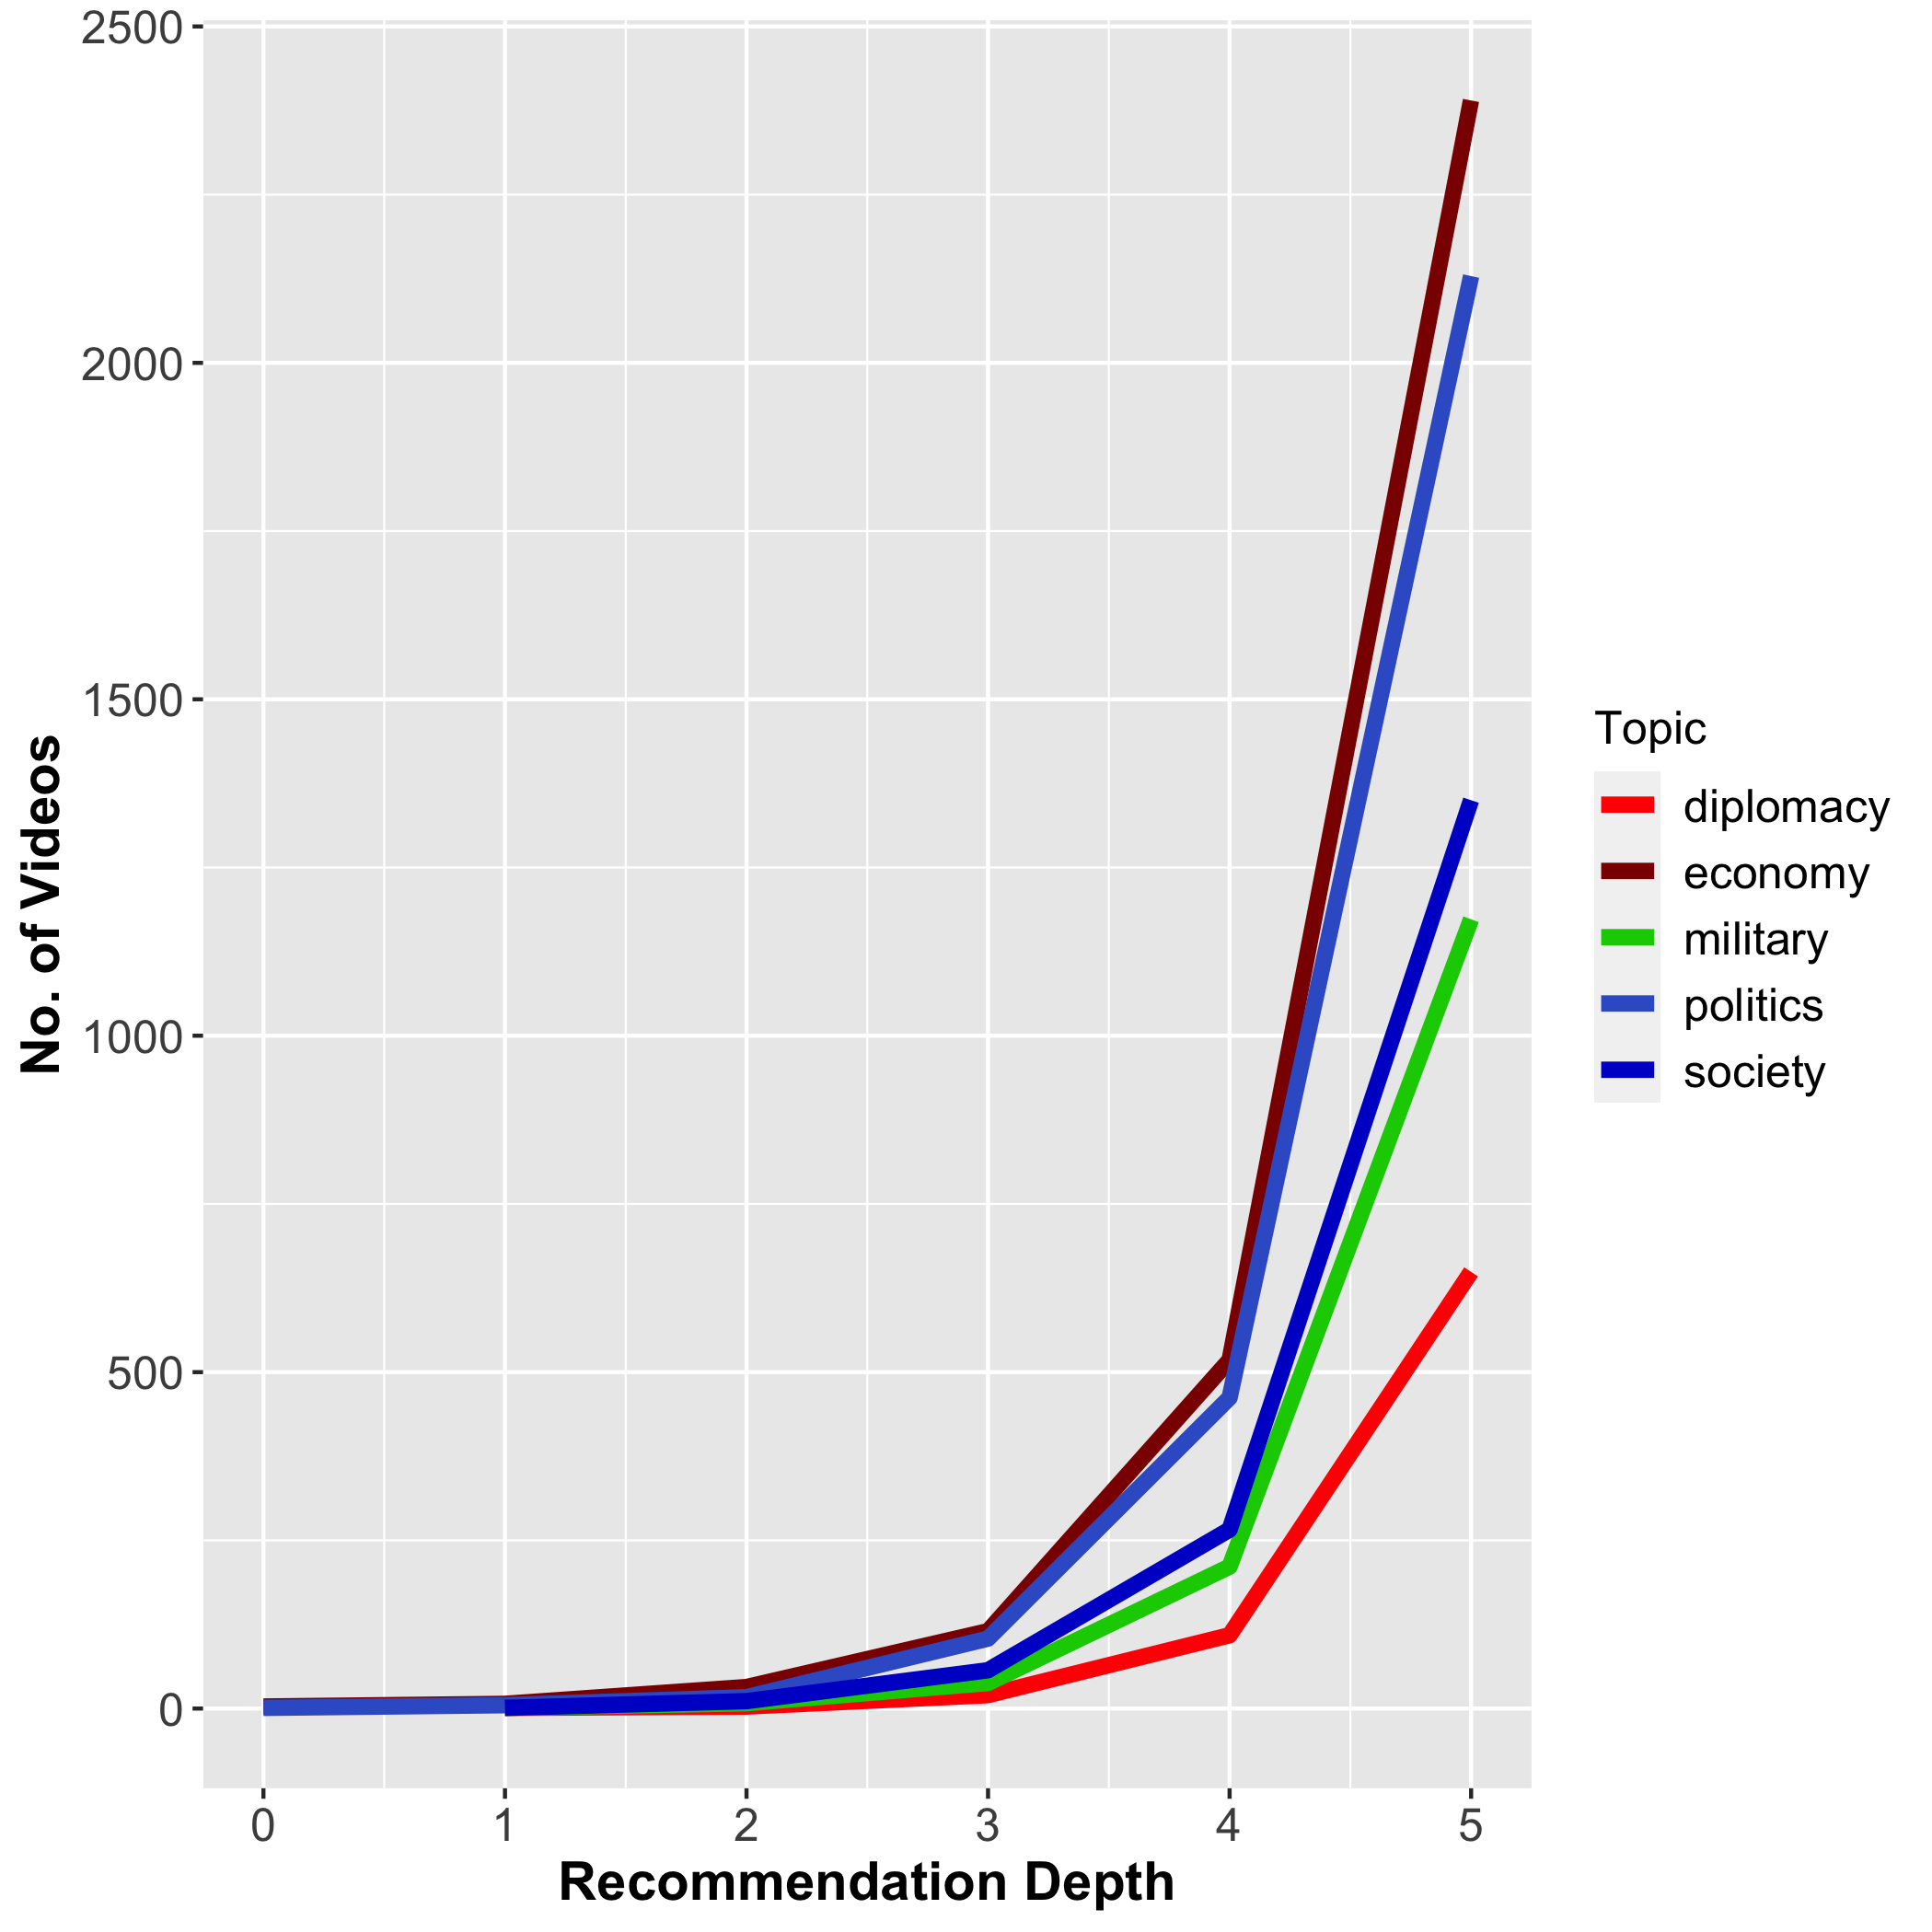 2500
2000
1500
1000
500
0
No. of Videos
0 1 2 3 4 5
Recommendation Depth
Topic
diplomacy
economy
military
politics
society